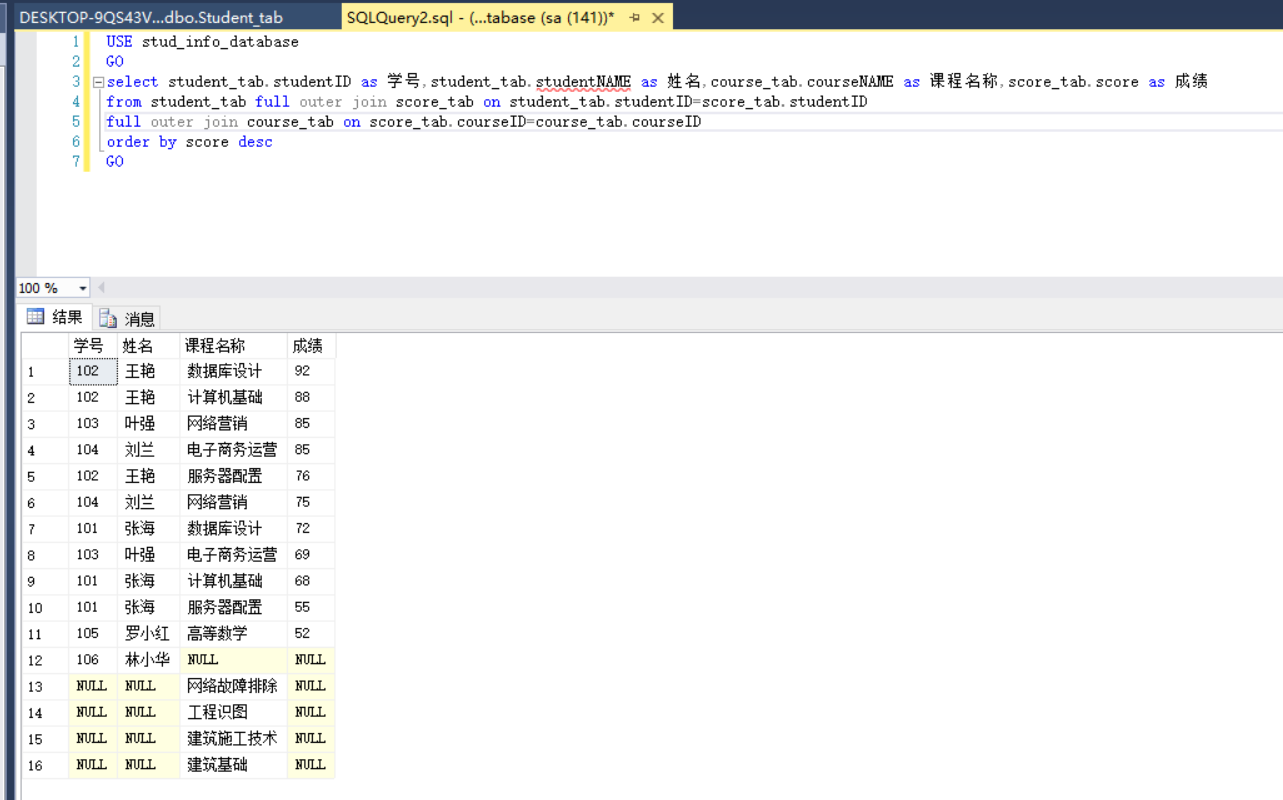 DESKTOP-9QS43V...dbo.Student_tab
SQLQuery2.sql - (...tabase (sa (141))*
1 USE stud_info_database
2 GO
3 select student_tab.studentID as 学号,student_tab.studentNAME as 姓名,course_tab.courseNAME as 课程名称,score_tab.score as 成绩
4 from student_tab full outer join score_tab on student_tab.studentID=score_tab.studentID
5 full outer join course_tab on score_tab.courseID=course_tab.courseID
6 order by score desc
7 GO
100 %
结果 消息
学号 姓名 课程名称 成绩
1 102 王艳 数据库设计 92
2 102 王艳 计算机基础 88
3 103 叶强 网络营销 85
4 104 刘兰 电子商务运营 85
5 102 王艳 服务器配置 76
6 104 刘兰 网络营销 75
7 101 张海 数据库设计 72
8 103 叶强 电子商务运营 69
9 101 张海 计算机基础 68
10 101 张海 服务器配置 55
11 105 罗小红 高等数学 52
12 106 林小华 NULL NULL
13 NULL NULL 网络故障排除 NULL
14 NULL NULL 工程识图 NULL
15 NULL NULL 建筑施工技术 NULL
16 NULL NULL 建筑基础 NULL